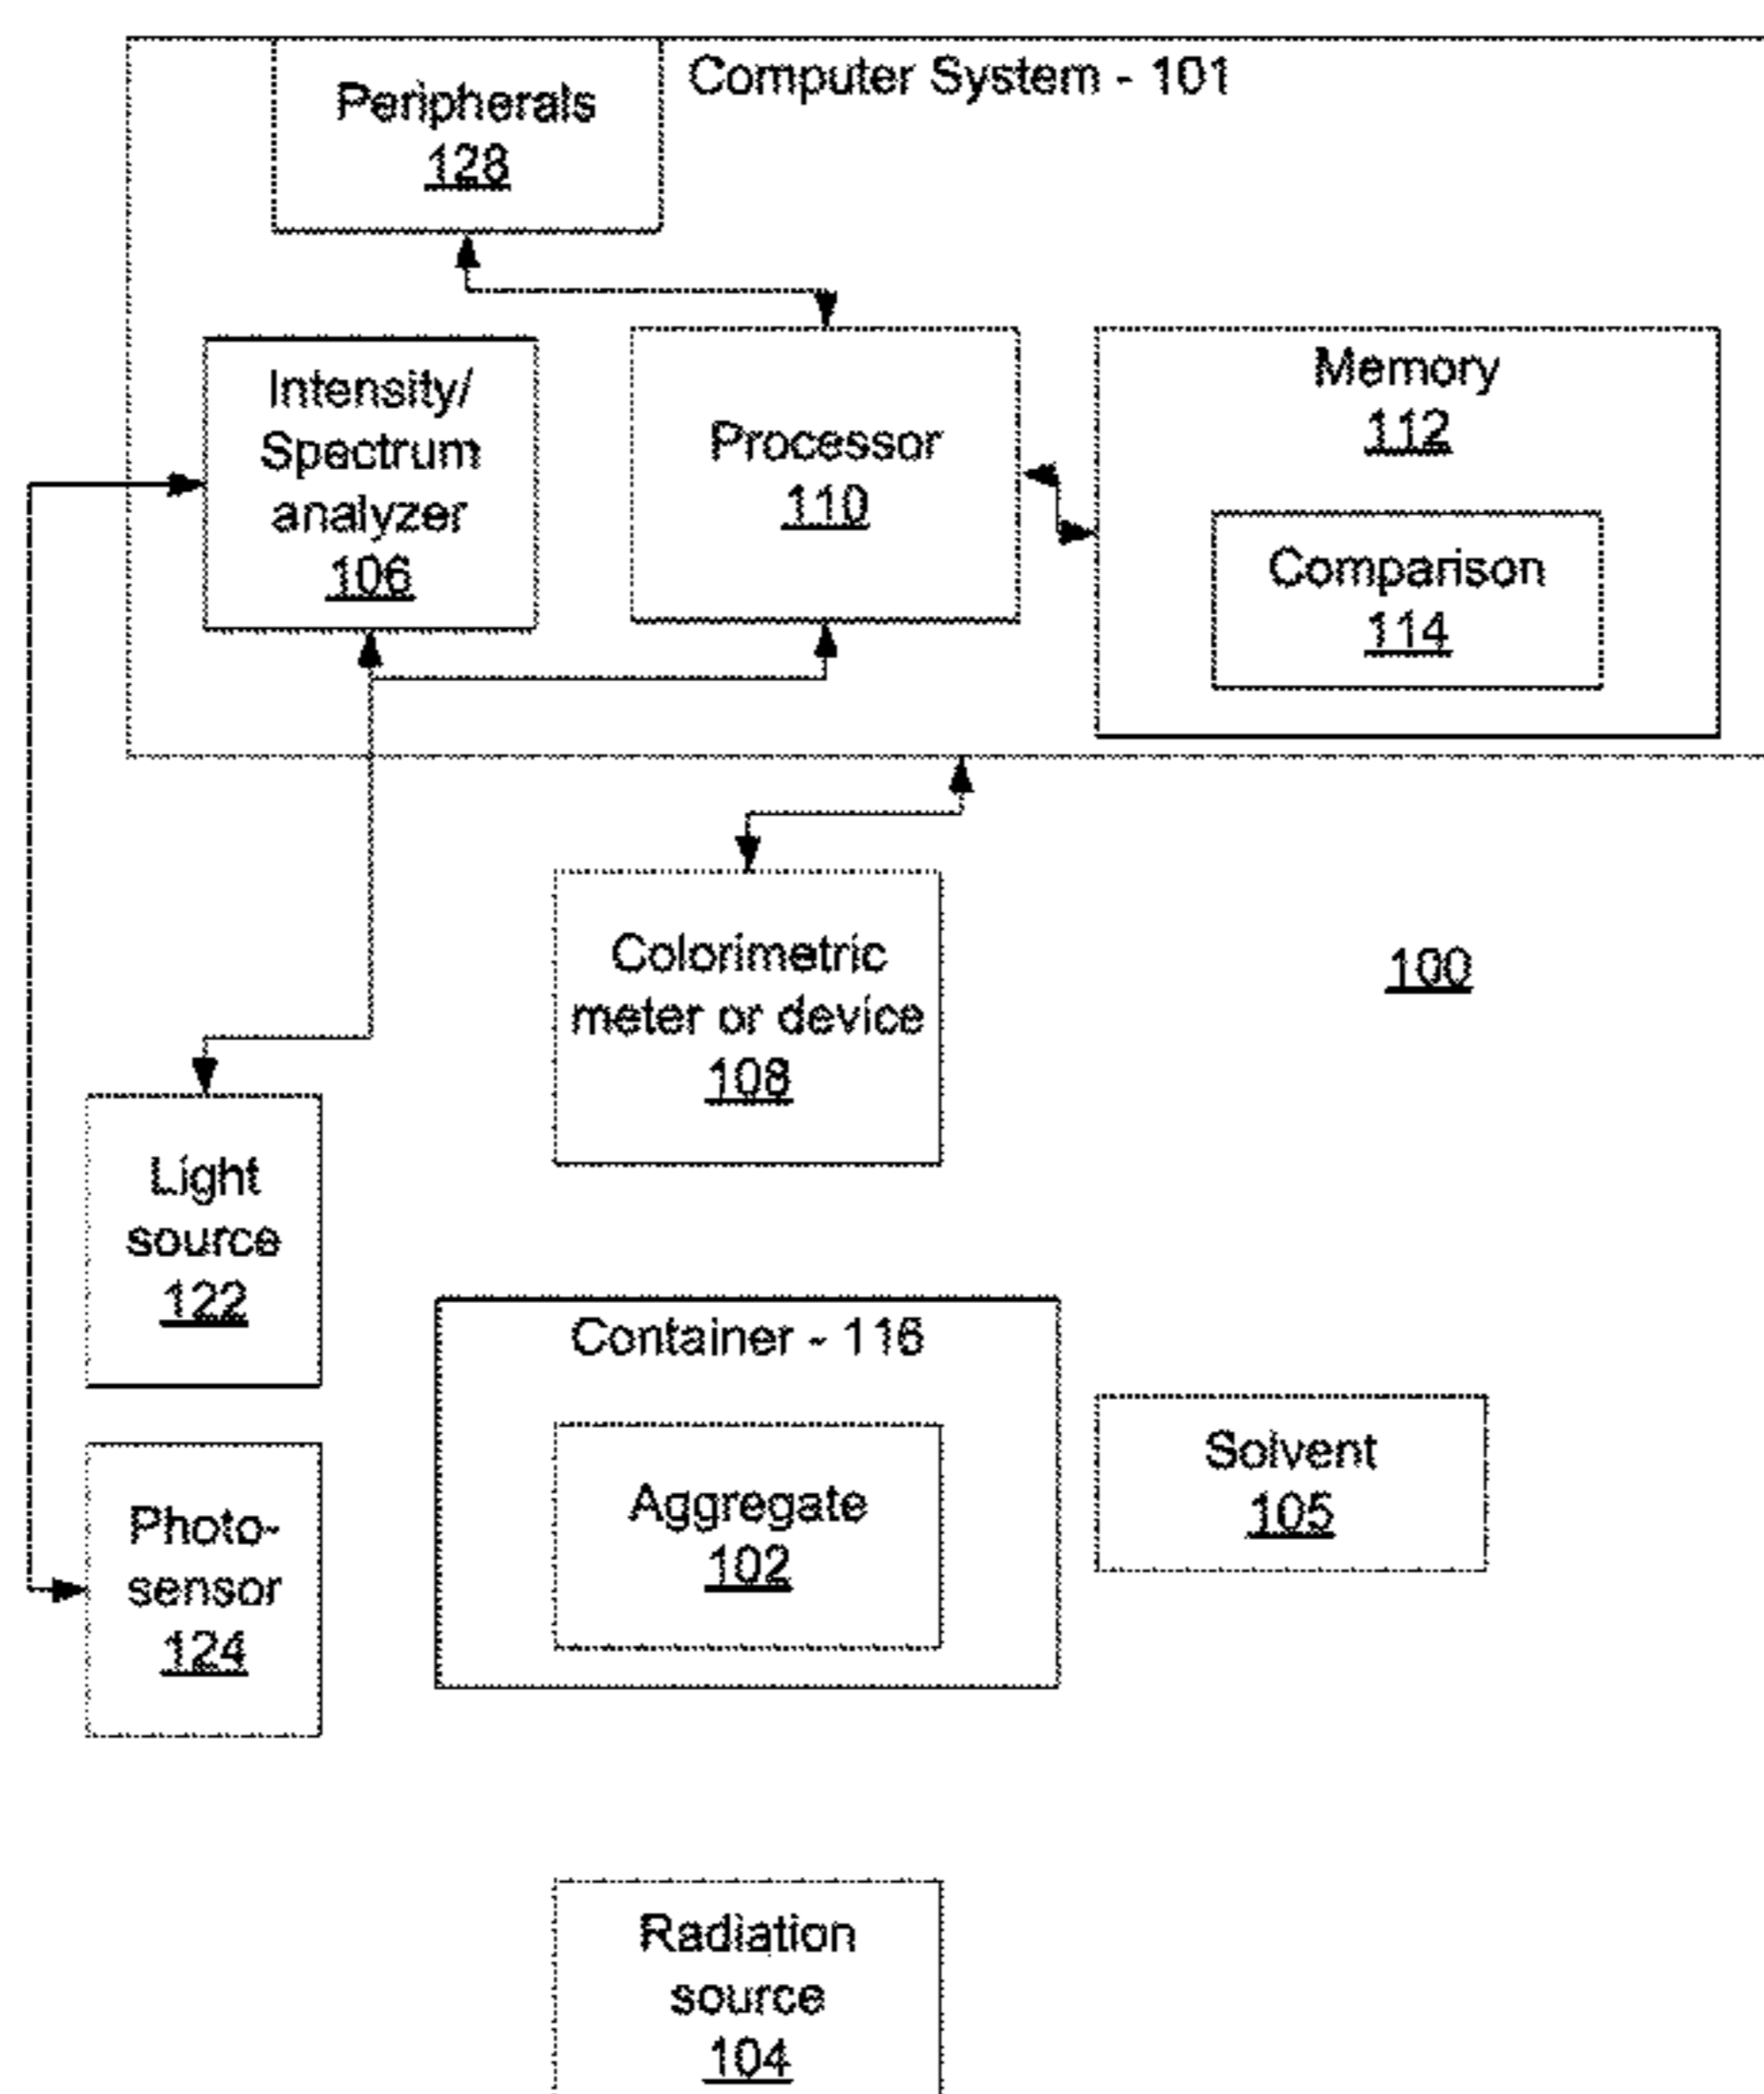 Peripherals
128
Computer System - 101
Intensity/
Spectrum
analyzer
106
Processor
110
Memory
112
Comparison
114
Colorimetric
meter or device
108
100
Light
source
122
Container - 116
Aggregate
102
Solvent
105
Photo-
sensor
124
Radiation
source
104